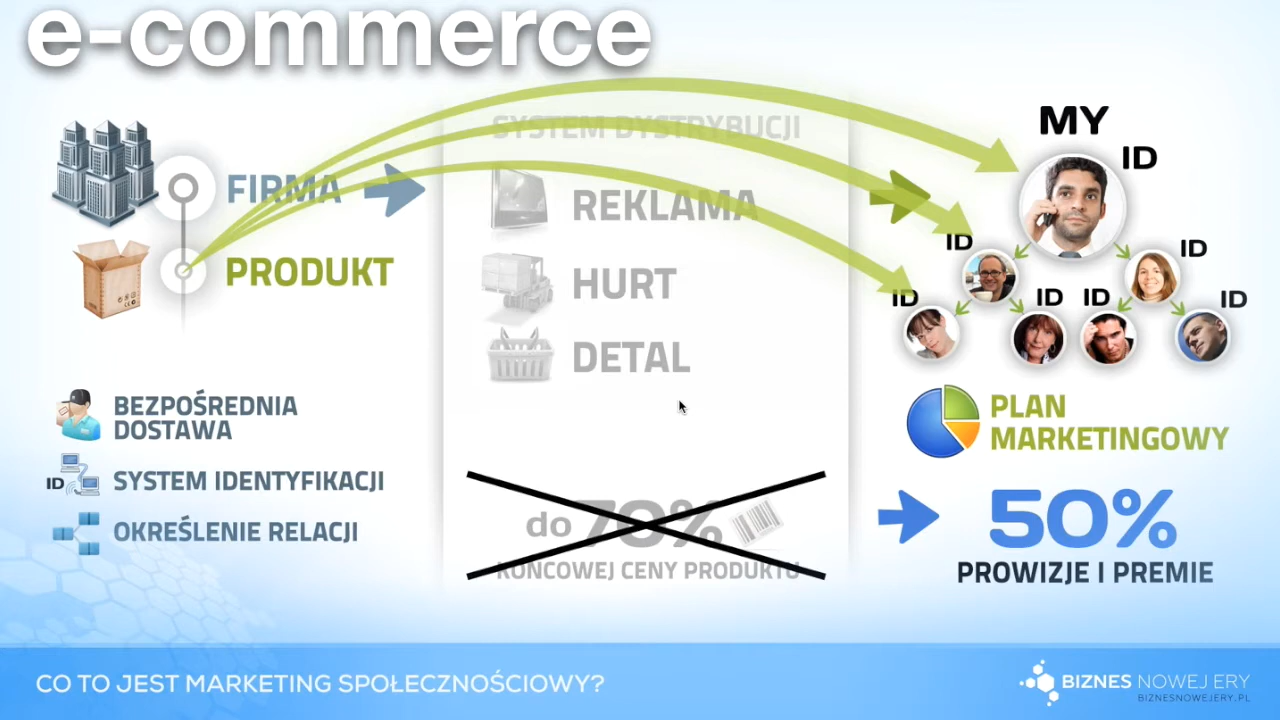 e-commerce
FIRMA
PRODUKT
BEZPOŚREDNIA
DOSTAWA
ID
SYSTEM IDENTYFIKACJI
OKREŚLENIE RELACJI
SYSTEM DYSTRYBUCJI
REKLAMA
HURT
DETAL
do 70%
KOŃCOWEJ CENY PRODUKTU
MY
ID
ID
ID
ID
ID
ID
ID
PLAN
MARKETINGOWY
50%
PROWIZJE I PREMIE
CO TO JEST MARKETING SPOŁECZNOŚCIOWY?
BIZNES NOWEJ ERY
BIZNESNOWEJERY.PL